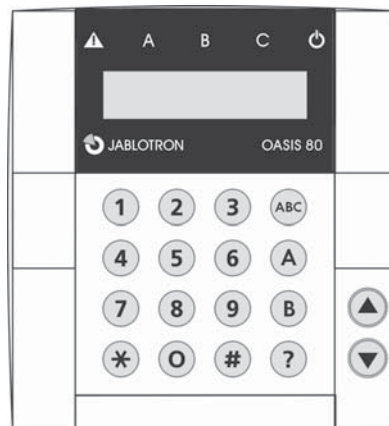 A B C
JABLOTRON OASIS 80
1 2 3 ABC
4 5 6 A
7 8 9 B
* 0 # ?